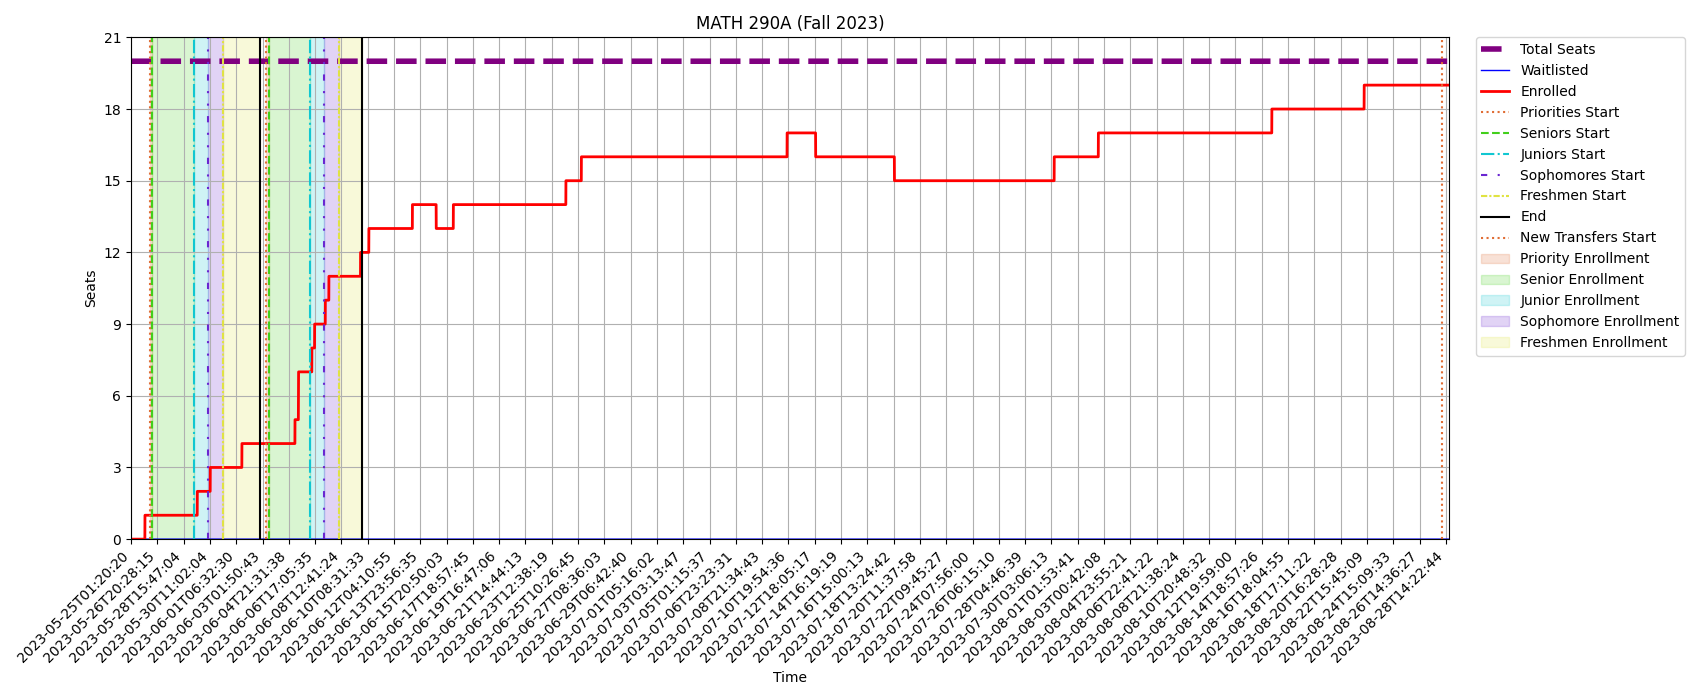 MATH 290A (Fall 2023)
21
18
15
12
9
6
3
0
Seats
2023-05-25T01:20:20
2023-05-26T20:28:15
2023-05-28T15:47:04
2023-05-30T11:02:04
2023-06-01T06:32:30
2023-06-03T01:50:43
2023-06-04T21:31:38
2023-06-06T17:05:35
2023-06-08T12:41:24
2023-06-10T08:31:33
2023-06-12T04:10:55
2023-06-13T23:56:35
2023-06-15T20:50:03
2023-06-17T18:57:45
2023-06-19T16:47:06
2023-06-21T14:44:13
2023-06-23T12:38:19
2023-06-25T10:26:45
2023-06-27T08:36:03
2023-06-29T06:42:40
2023-07-01T05:16:02
2023-07-03T03:13:47
2023-07-05T01:15:37
2023-07-06T23:23:31
2023-07-08T21:34:43
2023-07-10T19:54:36
2023-07-12T18:05:17
2023-07-14T16:19:19
2023-07-16T15:00:13
2023-07-18T13:24:42
2023-07-20T11:37:58
2023-07-22T09:45:27
2023-07-24T07:56:00
2023-07-26T06:15:10
2023-07-28T04:46:39
2023-07-30T03:06:13
2023-08-01T01:53:41
2023-08-03T00:42:08
2023-08-04T23:55:21
2023-08-06T22:41:22
2023-08-08T21:38:24
2023-08-10T20:48:32
2023-08-12T19:59:00
2023-08-14T18:57:26
2023-08-16T18:04:55
2023-08-18T17:11:22
2023-08-20T16:28:28
2023-08-22T15:45:09
2023-08-24T15:09:33
2023-08-26T14:36:27
2023-08-28T14:22:44
Time
Total Seats
Waitlisted
Enrolled
Priorities Start
Seniors Start
Juniors Start
Sophomores Start
Freshmen Start
End
New Transfers Start
Priority Enrollment
Senior Enrollment
Junior Enrollment
Sophomore Enrollment
Freshmen Enrollment